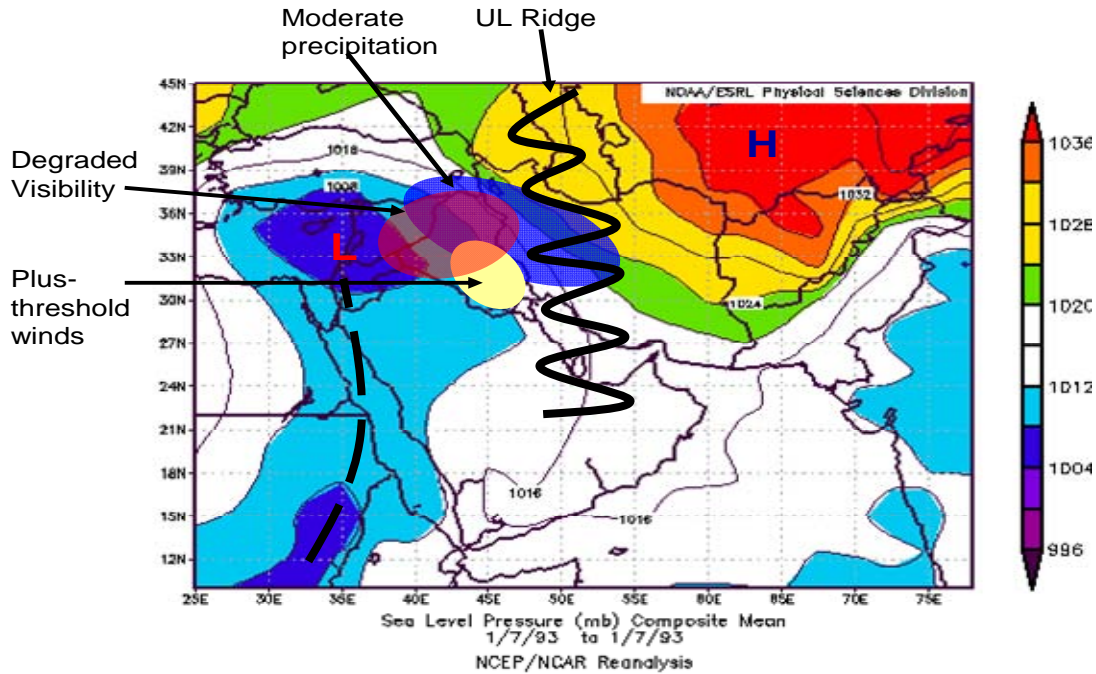 Moderate
precipitation
UL Ridge
Degraded
Visibility
Plus-
threshold
winds
NOAA/ESRL Physical Sciences Division
45N
42N
39N
36N
33N
30N
27N
24N
21N
18N
15N
12N
25E
30E
35E
40E
45E
50E
55E
60E
65E
70E
75E
H
L
1018
1008
1032
1024
1016
1016
1036
1028
1020
1012
1004
996
Sea Level Pressure (mb) Composite Mean
1/7/93 to 1/7/93
NCEP/NCAR Reanalysis